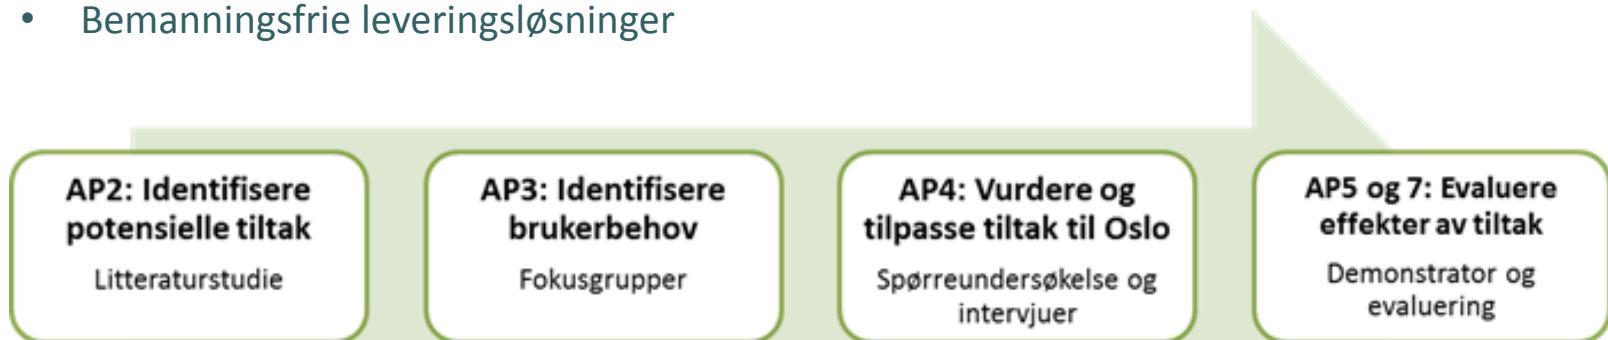 • Bemanningsfrie leveringsløsninger
AP2: Identifisere
potensielle tiltak
Litteraturstudie
AP3: Identifisere
brukerbehov
Fokusgrupper
AP4: Vurdere og
tilpasse tiltak til Oslo
Spørreundersøkelse og
intervjuer
AP5 og 7: Evaluere
effekter av tiltak
Demonstrator og
evaluering